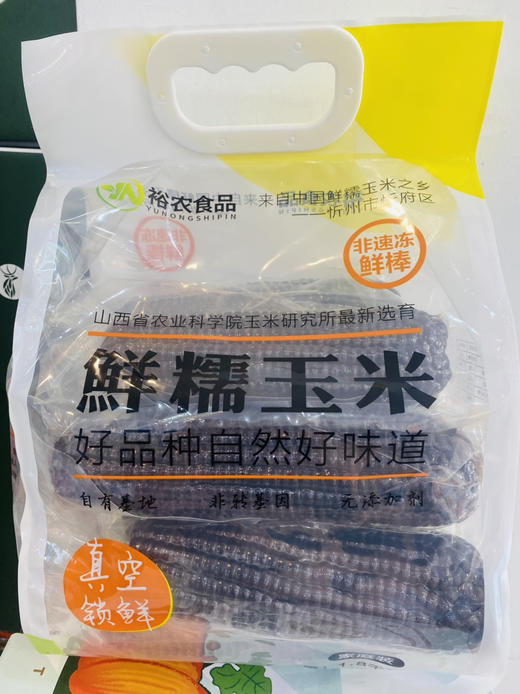 裕农食品
YUNONGSHIPIN
来自中国鲜糯玉米之乡
——忻州市忻府区
非速冻
鲜棒
山西省农业科学院玉米研究所最新选育
鲜糯玉米
好品种自然好味道
自有基地 非转基因 无添加剂
真空
锁鲜
家庭装